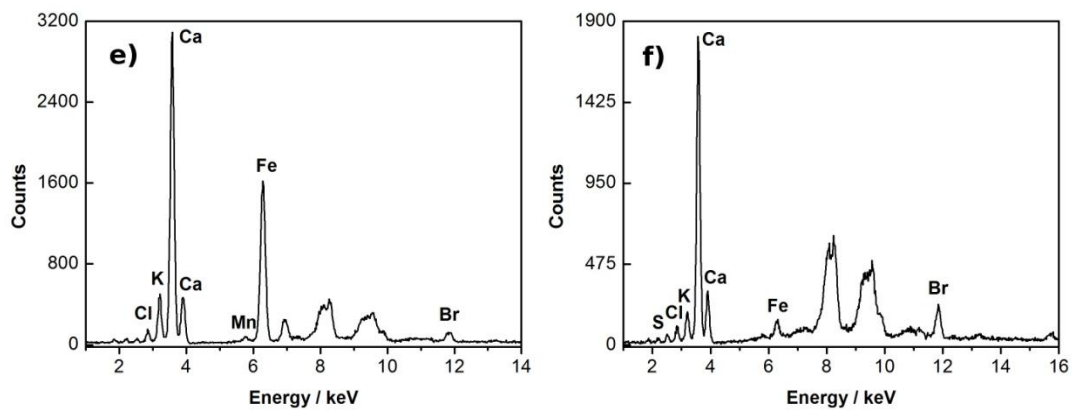 e)
Counts
3200
2400
1600
800
0
Cl
K
Ca
Ca
Mn
Fe
Br
2 4 6 8 10 12 14
Energy / keV
f)
Counts
1900
1425
950
475
0
S
Cl
K
Ca
Ca
Fe
Br
2 4 6 8 10 12 14 16
Energy / keV